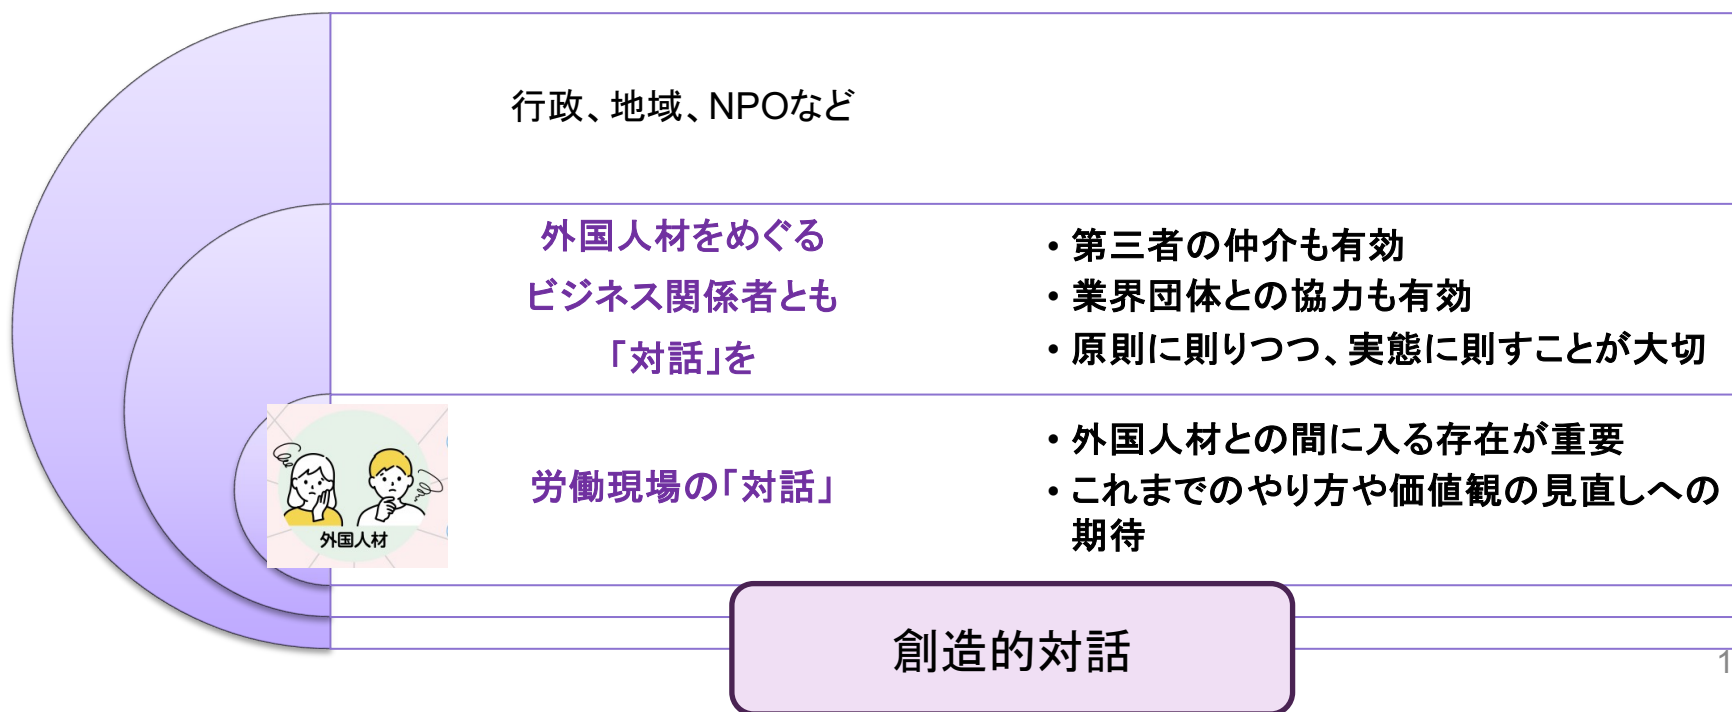 行政、地域、NPOなど
外国人材をめぐる
ビジネス関係者とも
「対話」を
・第三者の仲介も有効
・業界団体との協力も有効
・原則に則りつつ、実態に則すことが大切
外国人材
労働現場の「対話」
・外国人材との間に入る存在が重要
・これまでのやり方や価値観の見直しへの
期待
創造的対話
1